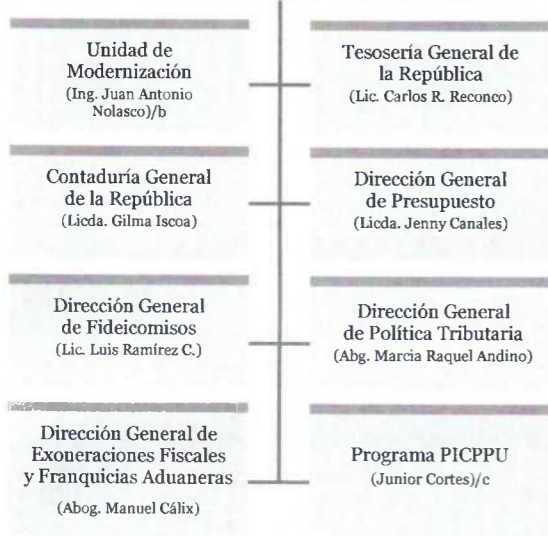 Unidad de
Modernización
(Ing. Juan Antonio
Nolasco)/b
Tesosería General de
la República
(Lic. Carlos R. Reconco)
Contaduría General
de la República
(Licda. Gilma Iscoa)
Dirección General
de Presupuesto
(Licda. Jenny Canales)
Dirección General
de Fideicomisos
(Lic. Luis Ramírez C.)
Dirección General
de Política Tributaria
(Abg. Marcia Raquel Andino)
Dirección General de
Exoneraciones Fiscales
y Franquicias Aduaneras
(Abog. Manuel Cálix)
Programa PICPPU
(Junior Cortes)/c